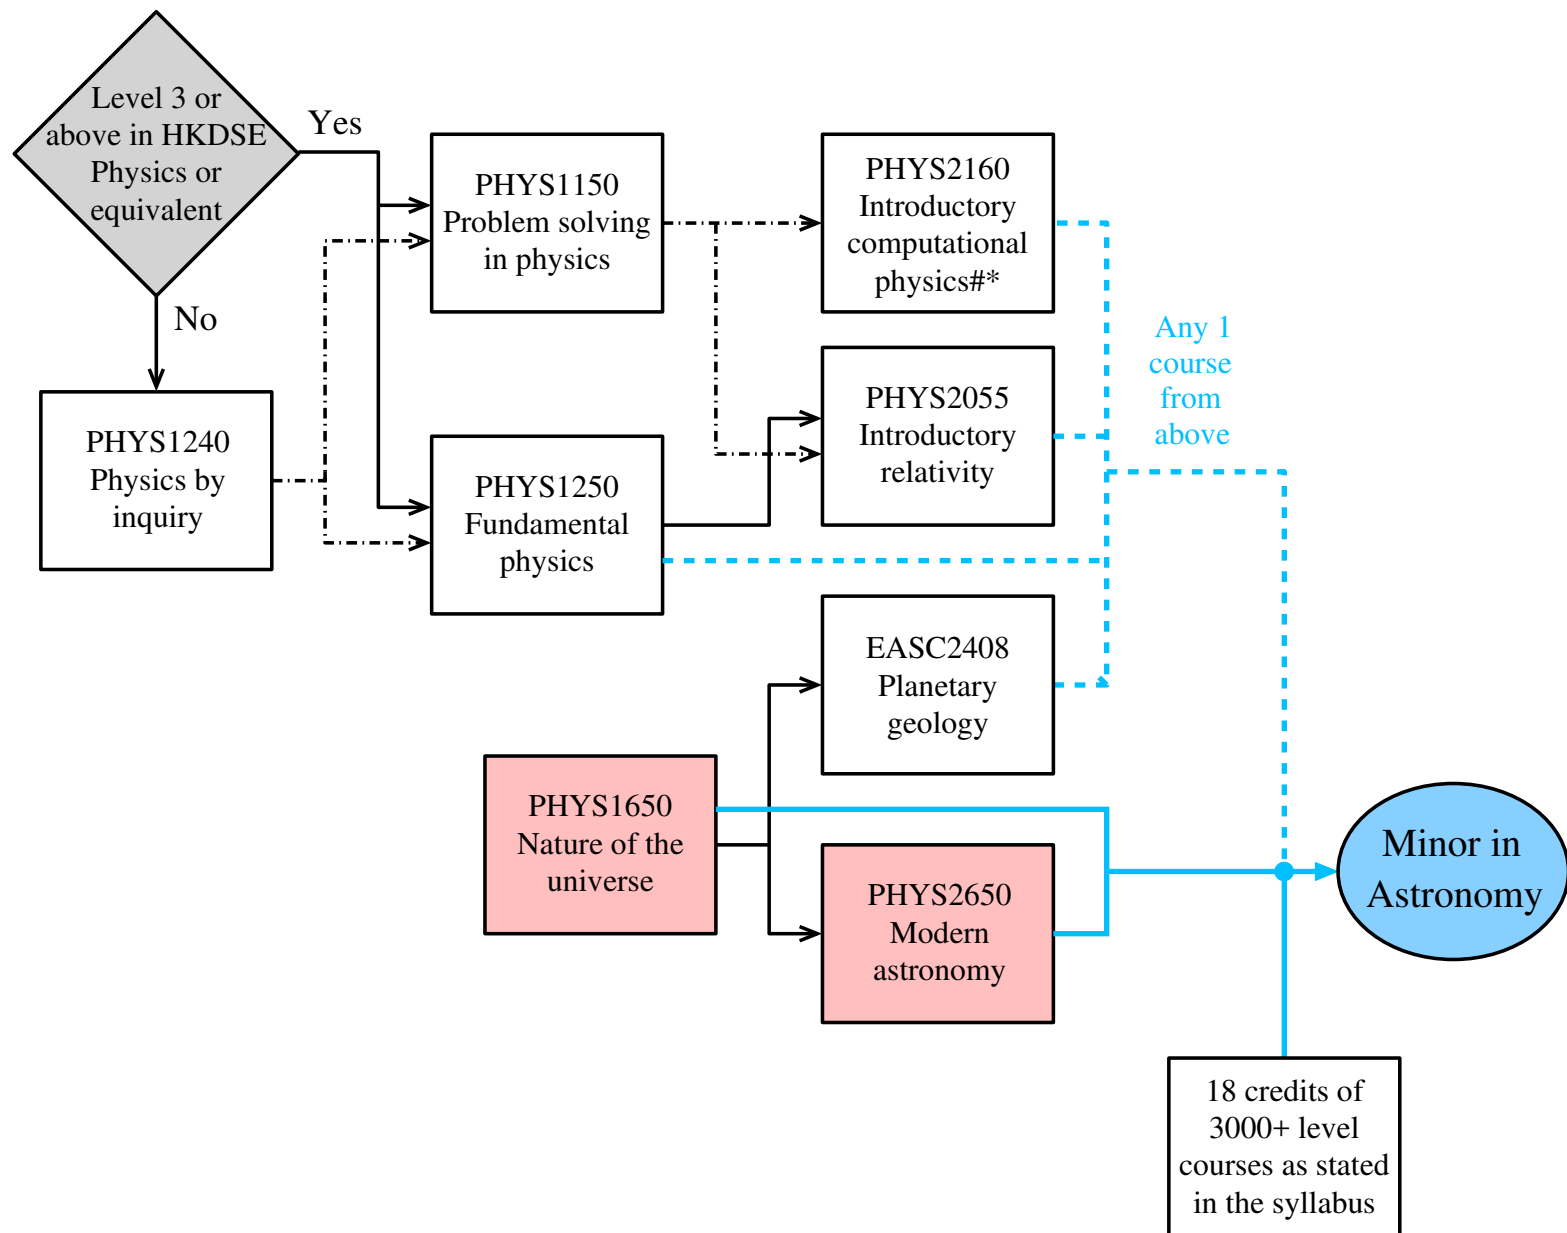 Level 3 or
above in HKDSE
Physics or
equivalent
Yes
No
PHYS1240
Physics by
inquiry
PHYS1150
Problem solving
in physics
PHYS1250
Fundamental
physics
PHYS2160
Introductory
computational
physics#*
PHYS2055
Introductory
relativity
Any 1
course
from
above
EASC2408
Planetary
geology
PHYS1650
Nature of the
universe
PHYS2650
Modern
astronomy
Minor in
Astronomy
18 credits of
3000+ level
courses as stated
in the syllabus